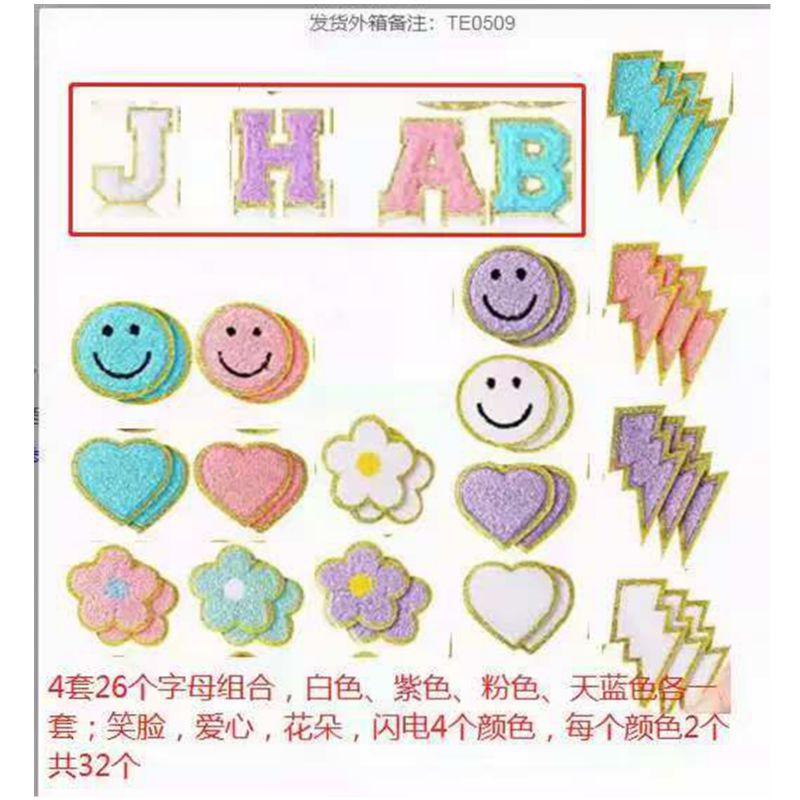 发货外箱备注：TE0509
J H A B
4套26个字母组合，白色、紫色、粉色、天蓝色各一
套；笑脸，爱心，花朵，闪电4个颜色，每个颜色2个
共32个